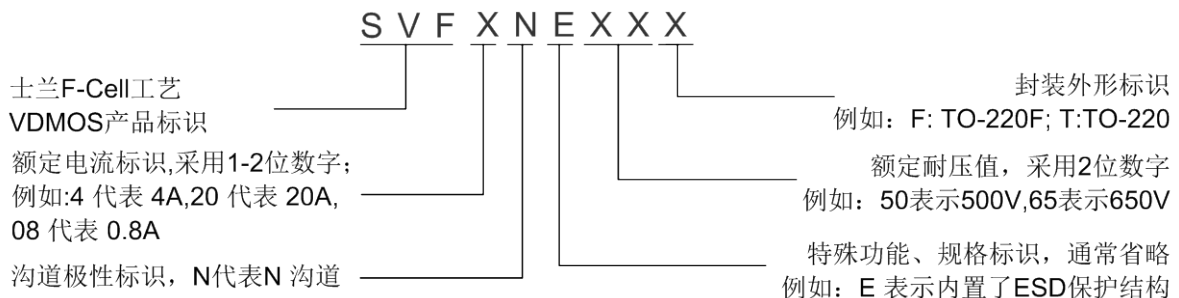 SVFXNEXXX
士兰F-Cell工艺
VDMOS产品标识
额定电流标识,采用1-2位数字；
例如:4 代表 4A,20 代表 20A,
08 代表 0.8A
沟道极性标识，N代表N 沟道
封装外形标识
例如：F: TO-220F; T:TO-220
额定耐压值，采用2位数字
例如：50表示500V,65表示650V
特殊功能、规格标识，通常省略
例如：E 表示内置了ESD保护结构